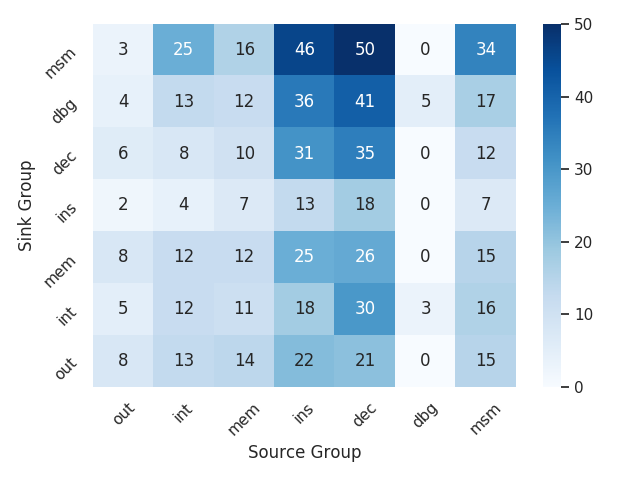 msm 3 25 16 46 50 0 34
dbg 4 13 12 36 41 5 17
dec 6 8 10 31 35 0 12
ins 2 4 7 13 18 0 7
mem 8 12 12 25 26 0 15
int 5 12 11 18 30 3 16
out 8 13 14 22 21 0 15
out int mem ins dec dbg msm
Source Group
Sink Group
50
40
30
20
10
0